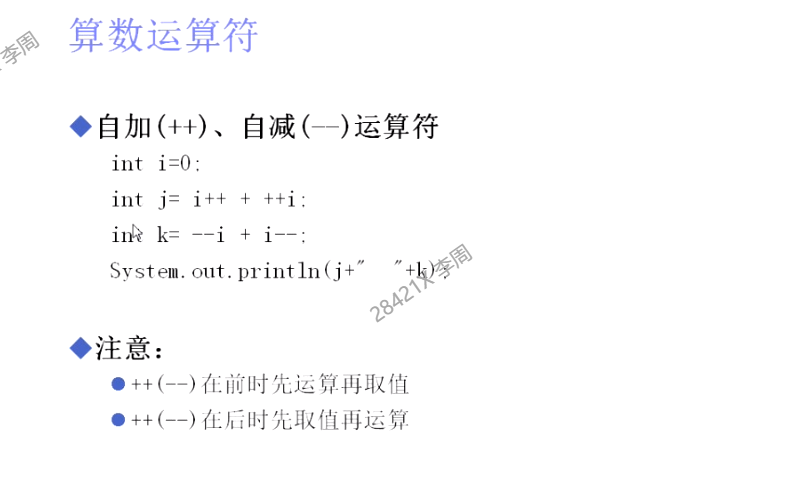 算数运算符
李周
自加(++)、自减(--)运算符
int i=0;
int j= i++ + ++i;
int k= --i + i--;
System.out.println(j+"  "+k);
28421X 李周
注意：
++(--)在前时先运算再取值
++(--)在后时先取值再运算